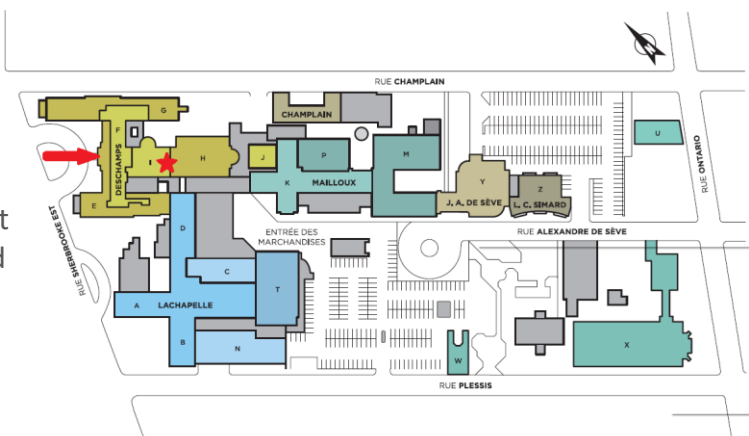 RUE CHAMPLAIN
G
CHAMPLAIN
F
DESCHAMPS
I
H
J
P
M
U
K
MAILLOUX
Y
Z
J, A, DE SÈVE
L, C, SIMARD
RUE ONTARIO
E
t
d
RUE SHERBROOKE EST
D
ENTRÉE DES
MARCHANDISES
RUE ALEXANDRE DE SÈVE
C
T
A
LACHAPELLE
B
N
W
X
RUE PLESSIS